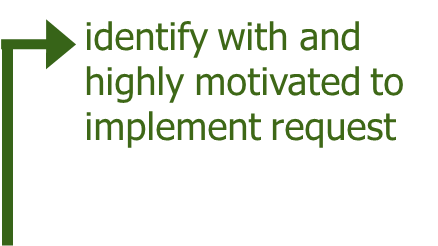 identify with and
highly motivated to
implement request